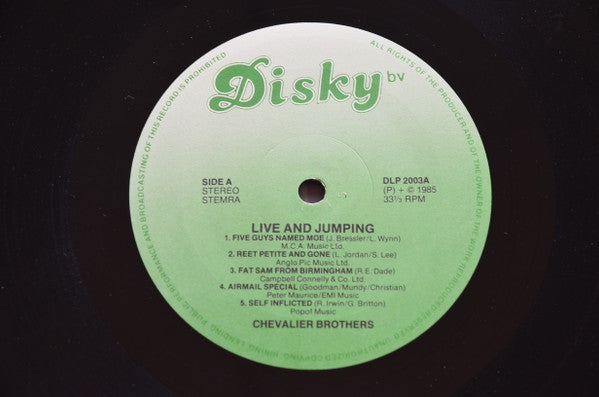 ALL RIGHTS OF THE PRODUCER AND OF THE OWNER OF THE WORK REPRODUCED RESERVED. UNAUTHORIZED COPYING, HIRING, LENDING, PUBLIC PERFORMANCE AND BROADCASTING OF THIS RECORD IS PROHIBITED
Disky bv
SIDE A
STEREO
STEMRA
DLP 2003A
(P) + © 1985
33⅓ RPM
LIVE AND JUMPING
1. FIVE GUYS NAMED MOE (J. Bressler/L. Wynn)
M.C.A. Music Ltd.
2. REET PETITE AND GONE (L. Jordan/S. Lee)
Anglo Pic Music Ltd.
3. FAT SAM FROM BIRMINGHAM (R.E. Dade)
Campbell Connelly & Co. Ltd.
4. AIRMAIL SPECIAL (Goodman/Mundy/Christian)
Peter Maurice/EMI Music
5. SELF INFLICTED (R. Irwin/G. Britton)
Popol Music
CHEVALIER BROTHERS